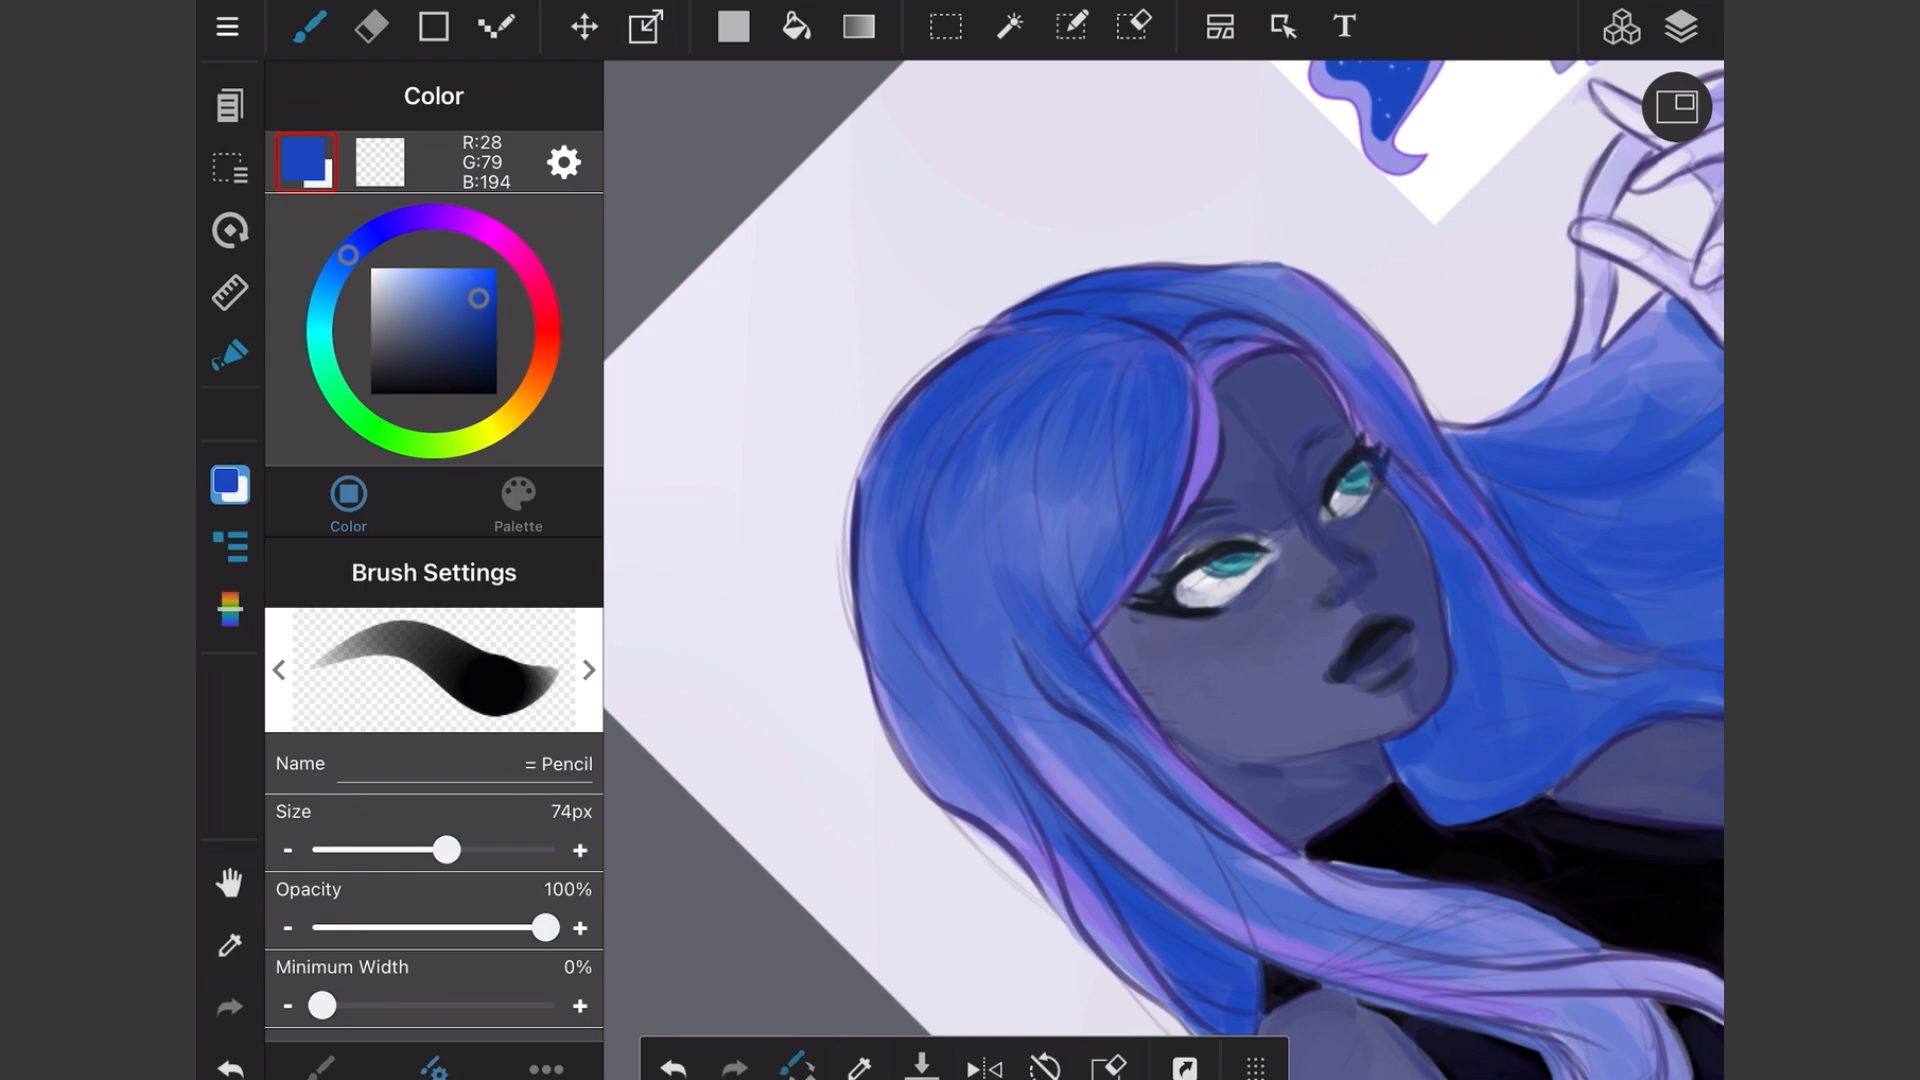 T
Color
R:28
G:79
B:194
Color
Palette
Brush Settings
Name = Pencil
Size 74px
- +
Opacity 100%
- +
Minimum Width 0%
- +